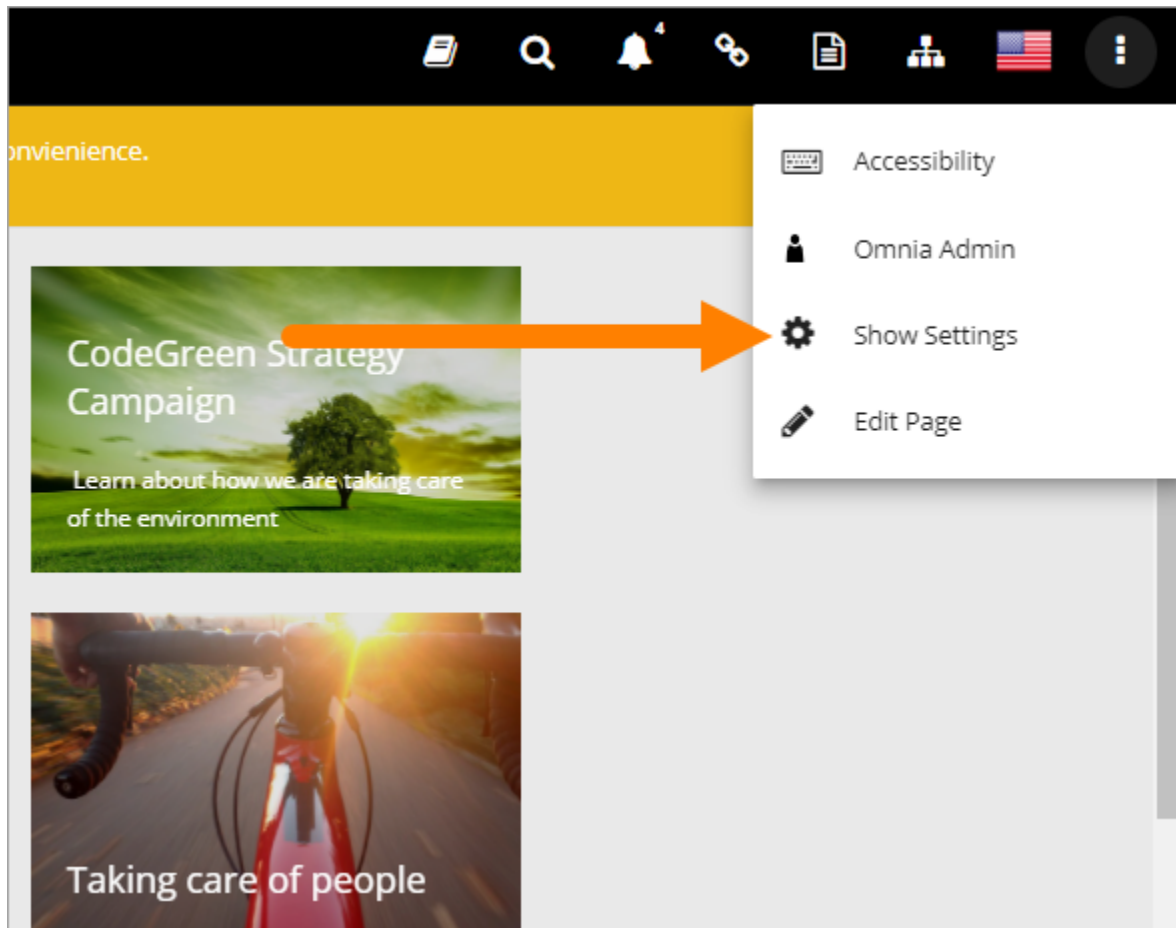 4
onvienience.
Accessibility
Omnia Admin
Show Settings
Edit Page
CodeGreen Strategy
Campaign
Learn about how we are taking care
of the environment
Taking care of people